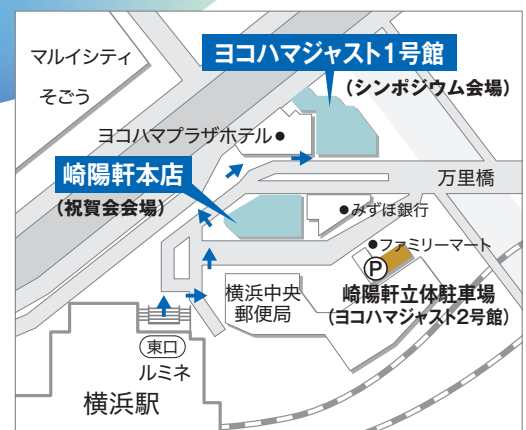 マルイシティ
そごう
ヨコハマジャスト1号館
(シンポジウム会場)
ヨコハマプラザホテル
崎陽軒本店
(祝賀会会場)
万里橋
みずほ銀行
ファミリーマート
P
崎陽軒立体駐車場
(ヨコハマジャスト2号館)
横浜中央
郵便局
東口
ルミネ
横浜駅